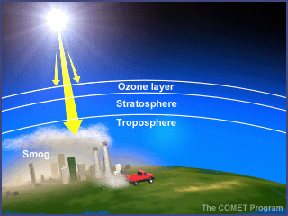 Ozone layer
Stratosphere
Troposphere
Smog
The COMET Program